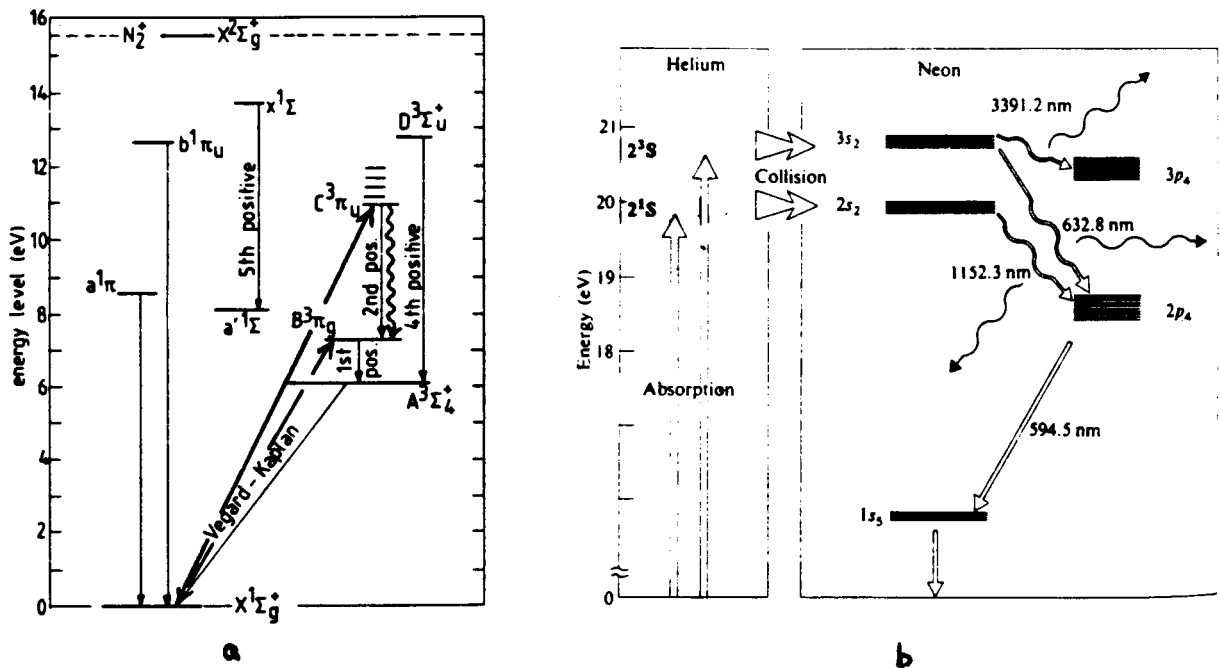 16
14
12
10
8
6
4
2
0
energy level (eV)
N₂⁺
X²Σg⁺
x¹Σ
D³Σu⁺
b¹πu
5th positive
C³πu
a¹π
a'¹Σ
2nd pos.
4th positive
B³πg
1st pos.
A³Σ4⁺
Vegard - Kaplan
X¹Σg⁺
a
Helium
Neon
3391.2 nm
21
2³S
3s₂
Collision
3p₄
20
2¹S
2s₂
632.8 nm
1152.3 nm
19
2p₄
18
Energy (eV)
Absorption
594.5 nm
1s₅
0
b